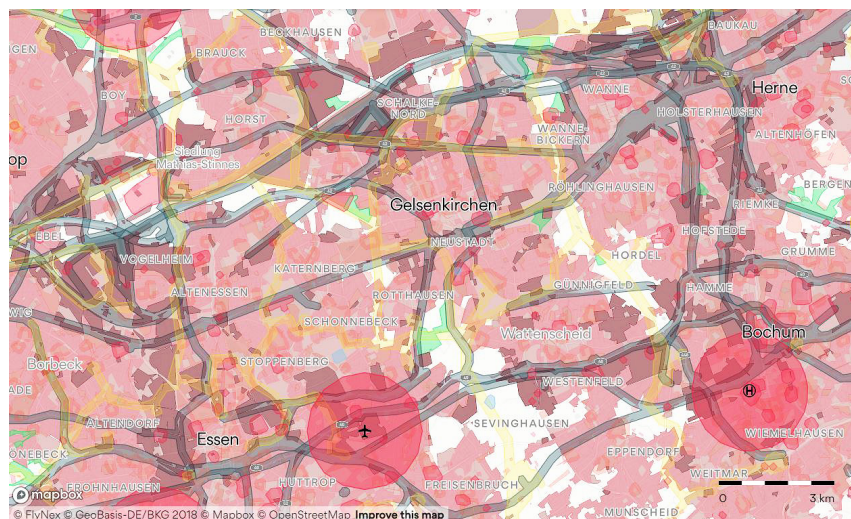 BECKHAUSEN
BAUKAU
BRAUCK
BOY
WANNE
Herne
SCHALKE-
NORD
HOLSTERHAUSEN
HORST
WANNE-
BICKERN
ALTENHÖFEN
Siedlung
Mathias-Stinnes
op
RÖHLINGHAUSEN
BERGEN
Gelsenkirchen
RIEMKE
EBEL
NEUSTADT
HOFSTEDE
VOGELHEIM
HORDEL
GRUMME
KATERNBERG
ALTENESSEN
ROTTHAUSEN
GÜNNIGFELD
HAMME
WIG
SCHONNEBECK
Wattenscheid
Bochum
Borbeck
STOPPENBERG
WESTENFELD
ADE
ALTENDORF
SEVINGHAUSEN
WIEMELHAUSEN
Essen
H
EPPENDORF
ÖNEBECK
WEITMAR
FROHNHAUSEN
HUTTROP
FREISENBRUCH
mapbox
0 3 km
MUNSCHEID
© FlyNex © GeoBasis-DE/BKG 2018 © Mapbox © OpenStreetMap Improve this map